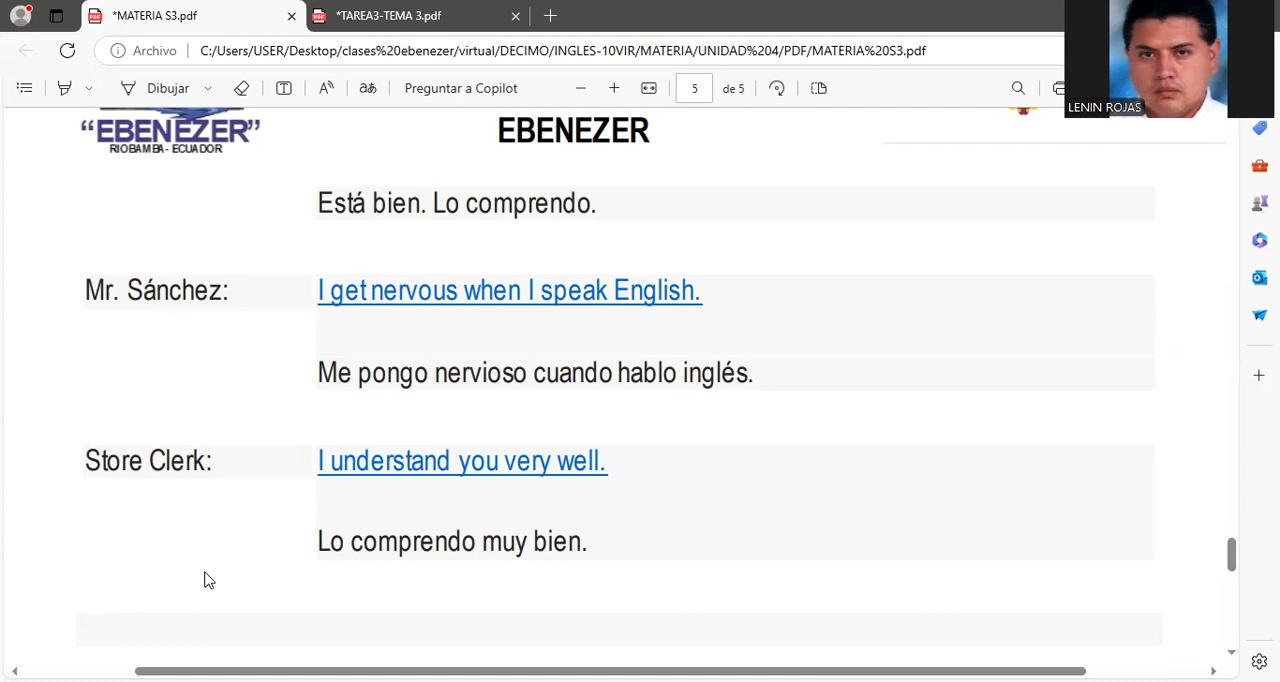 *MATERIA S3.pdf
*TAREA3-TEMA 3.pdf
Archivo
C:/Users/USER/Desktop/clases%20ebenezer/virtual/DECIMO/INGLES-10VIR/MATERIA/UNIDAD%204/PDF/MATERIA%20S3.pdf
Dibujar
Preguntar a Copilot
5
de 5
LENIN ROJAS
"EBENEZER"
RIOBAMBA- ECUADOR
EBENEZER
Está bien. Lo comprendo.
Mr. Sánchez: I get nervous when I speak English.
Me pongo nervioso cuando hablo inglés.
Store Clerk: I understand you very well.
Lo comprendo muy bien.